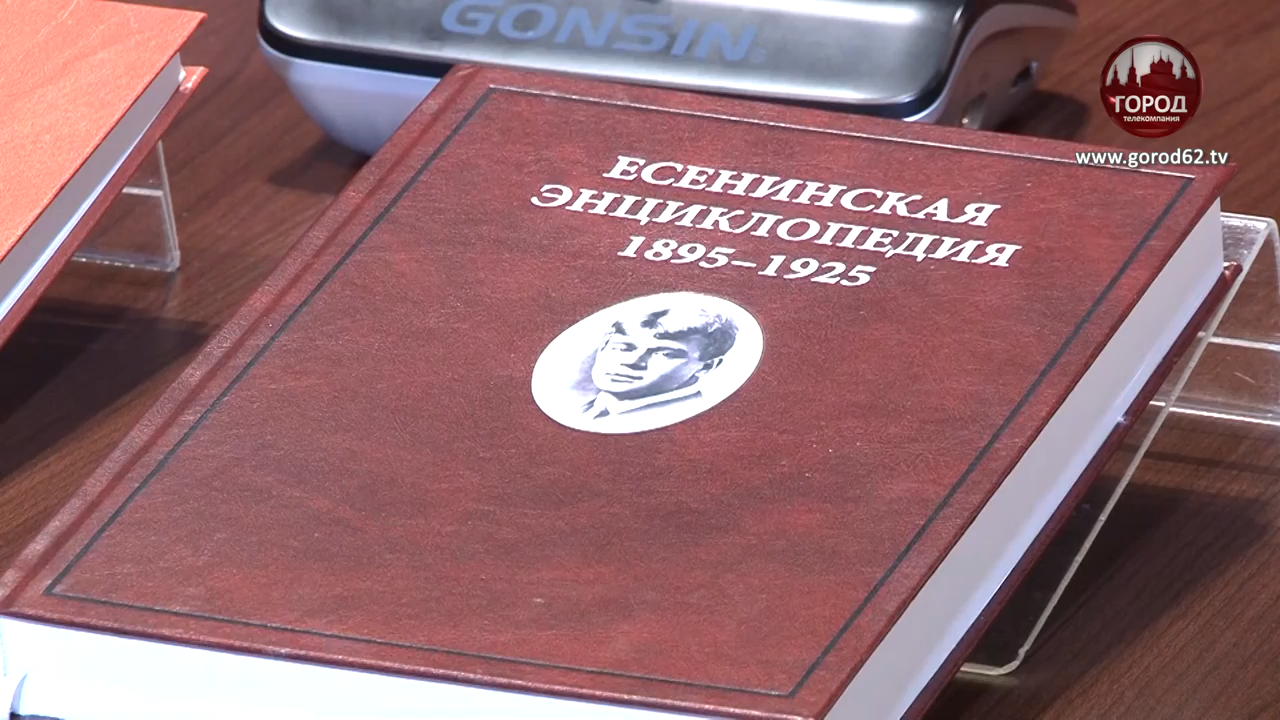 GONSIN
ГОРОД
телекомпания
www.gorod62.tv
ЕСЕНИНСКАЯ
ЭНЦИКЛОПЕДИЯ
1895–1925